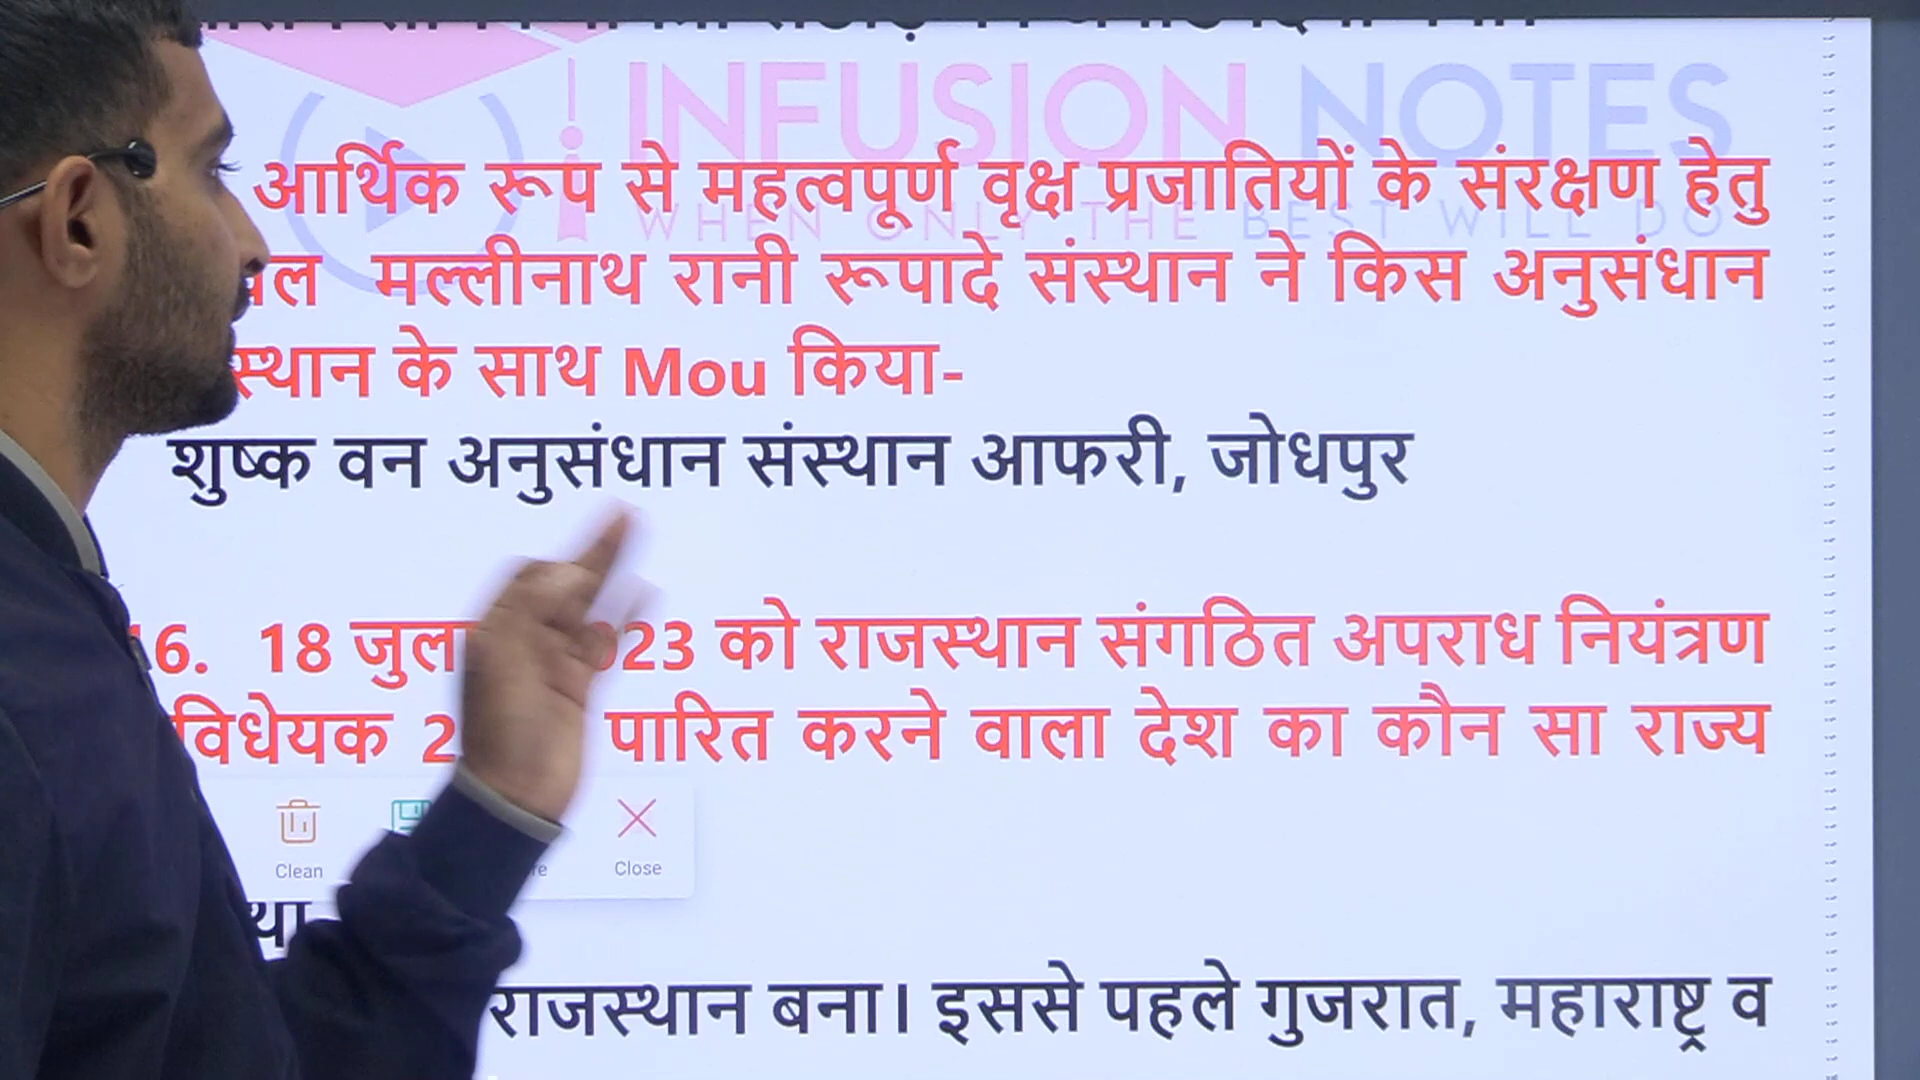 INFUSION NOTES
WHEN ONLY THE BEST WILL DO
आर्थिक रूप से महत्वपूर्ण वृक्ष प्रजातियों के संरक्षण हेतु
मल्लीनाथ रानी रूपादे संस्थान ने किस अनुसंधान
के साथ Mou किया-
शुष्क वन अनुसंधान संस्थान आफरी, जोधपुर
16. 18 को राजस्थान संगठित अपराध नियंत्रण
विधेयक पारित करने वाला देश का कौन सा राज्य
Clean
Close
राजस्थान बना। इससे पहले गुजरात, महाराष्ट्र व